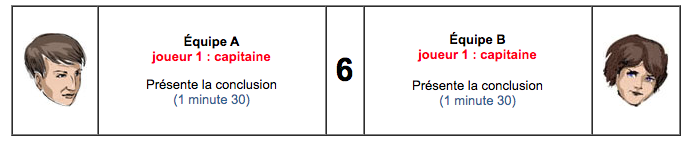 Équipe A
joueur 1 : capitaine
Présente la conclusion
(1 minute 30)
6
Équipe B
joueur 1 : capitaine
Présente la conclusion
(1 minute 30)